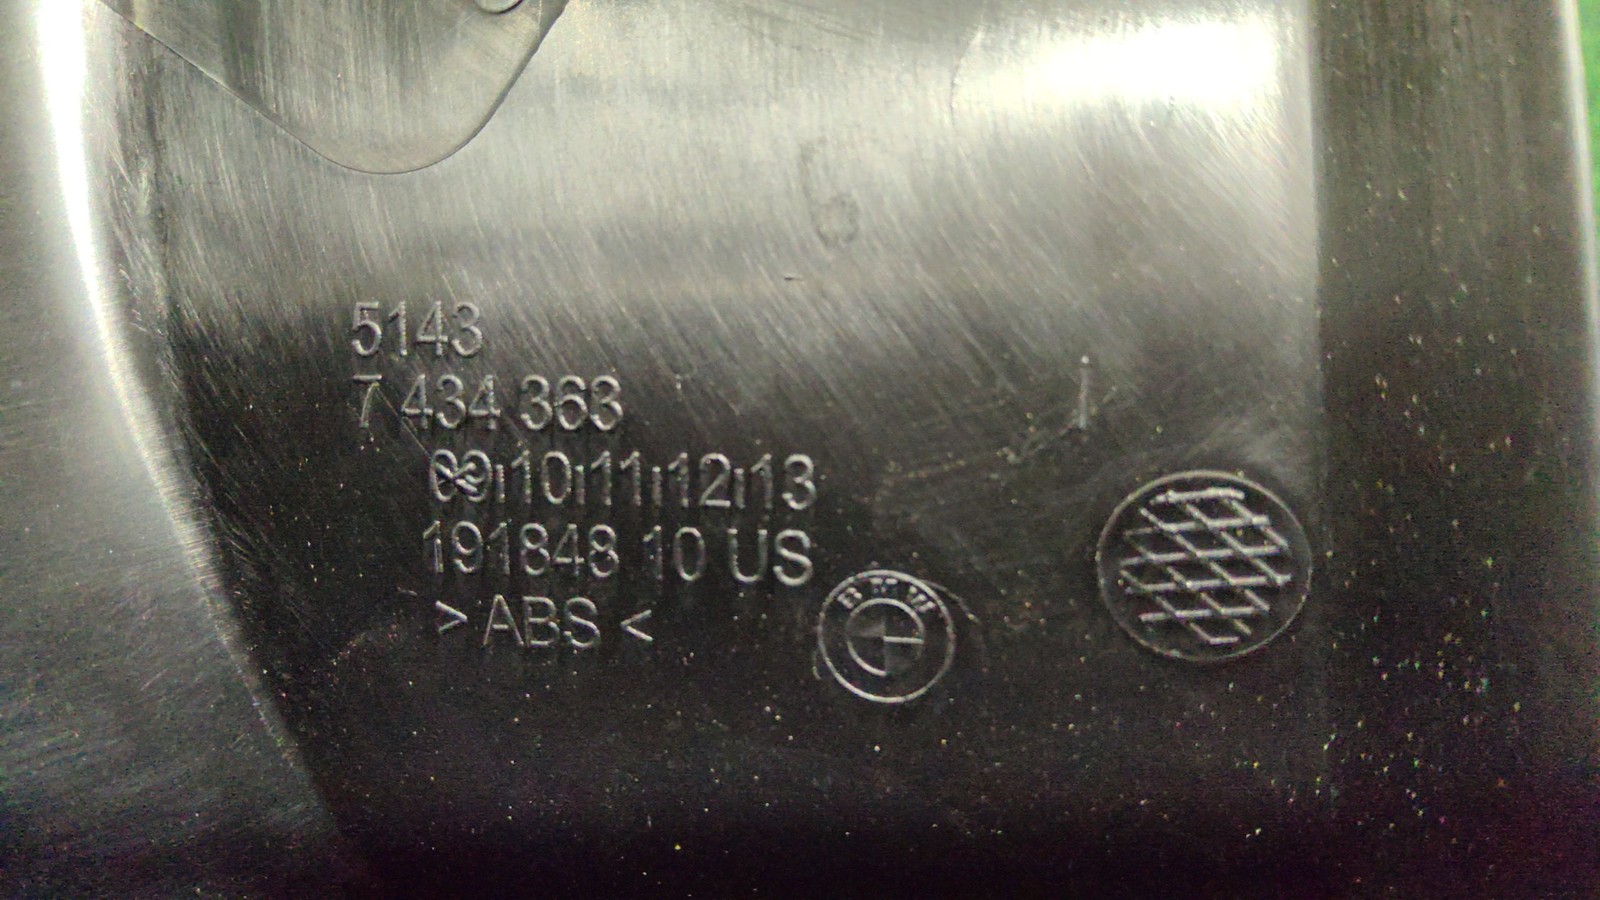 5143
7 434 363
09|10|11|12|13
191848 10 US
> ABS <
BMW